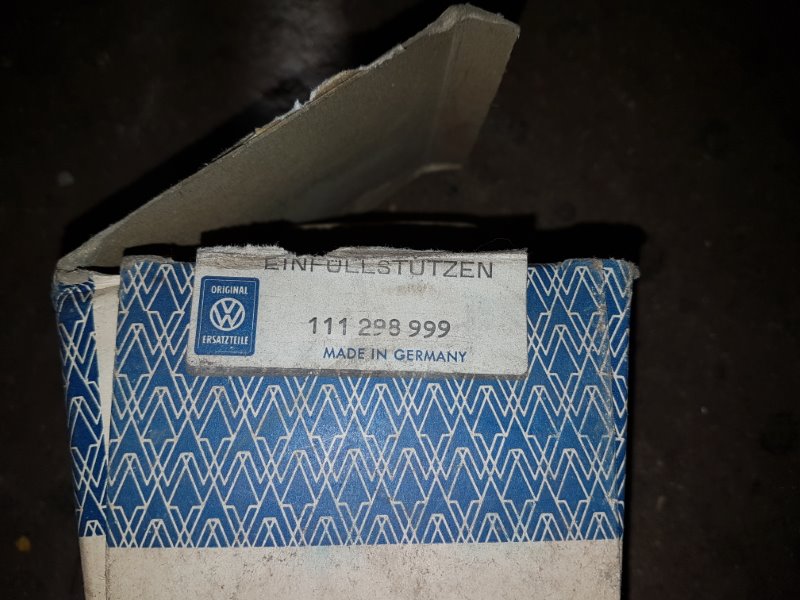 EINFÜLLSTUTZEN
ORIGINAL
VW
ERSATZTEILE
111 298 999
MADE IN GERMANY